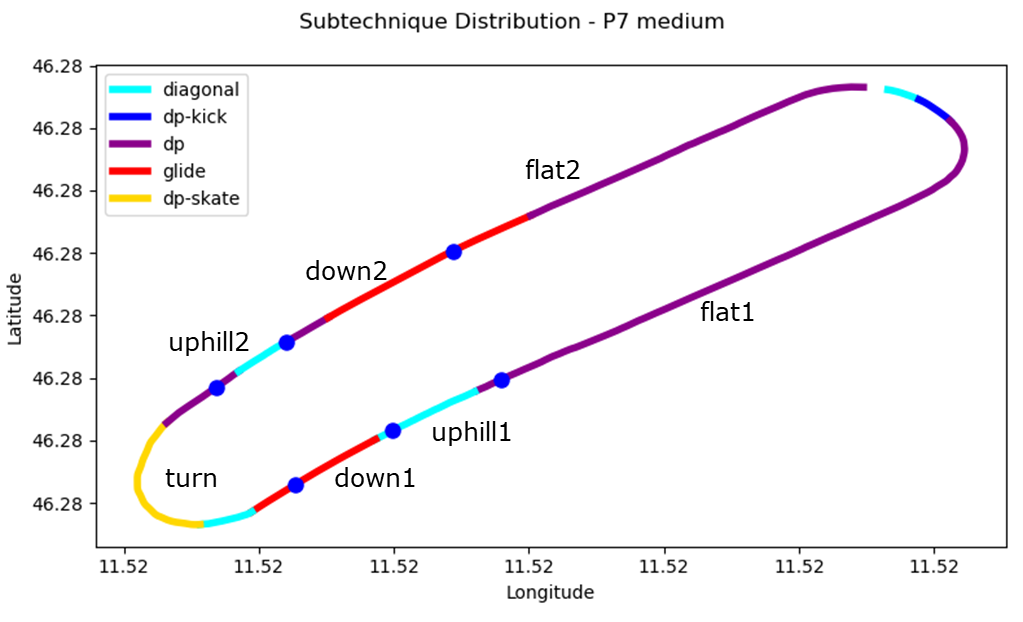 Subtechnique Distribution - P7 medium
46.28
46.28
46.28
46.28
46.28
46.28
46.28
46.28
Latitude
diagonal
dp-kick
dp
glide
dp-skate
flat2
down2
flat1
uphill2
uphill1
turn
down1
11.52
11.52
11.52
11.52
11.52
11.52
11.52
Longitude